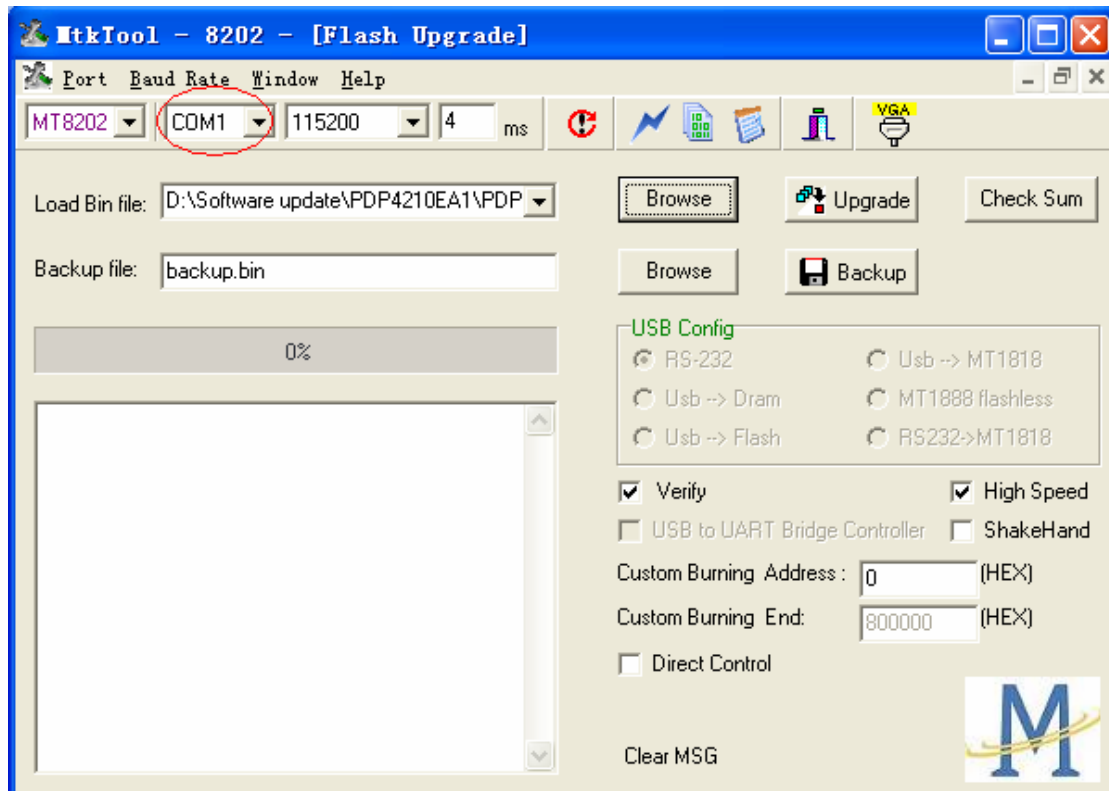 MtkTool - 8202 - [Flash Upgrade]
Port Baud Rate Window Help
MT8202 COM1 115200 4 ms VGA
Load Bin file: D:\Software update\PDP4210EA1\PDP Browse Upgrade Check Sum
Backup file: backup.bin Browse Backup
USB Config
0%
RS-232 Usb --> MT1818
Usb --> Dram MT1888 flashless
Usb --> Flash RS232->MT1818
Verify High Speed
USB to UART Bridge Controller ShakeHand
Custom Burning Address : 0 (HEX)
Custom Burning End: 800000 (HEX)
Direct Control
Clear MSG
M